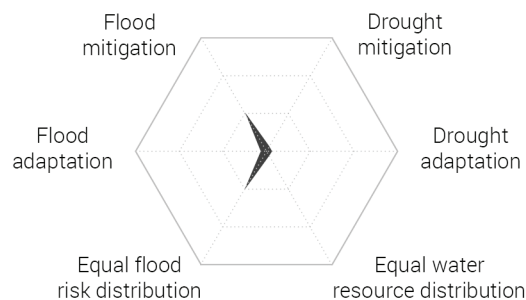 Flood
mitigation
Drought
mitigation
Flood
adaptation
Drought
adaptation
Equal flood
risk distribution
Equal water
resource distribution